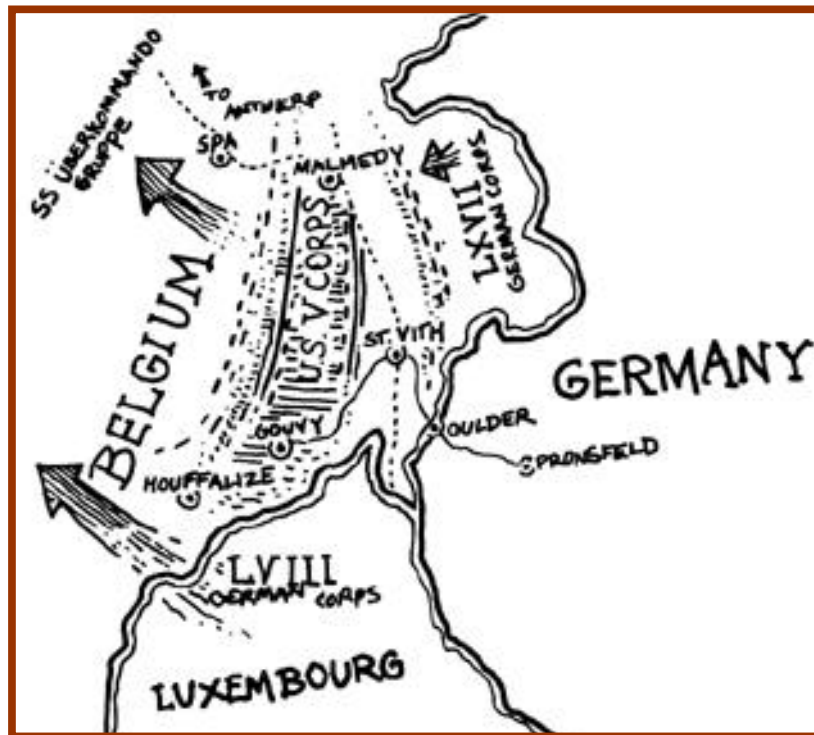 SS UBERKOMMANDO
GRUPPE
TO
ANTWERP
SPA
MALMEDY
LXVII
GERMAN CORPS
U.S. V CORPS
BELGIUM
ST. VITH
GERMANY
GOUVY
OULDER
PRONSFELD
HOUFFALIZE
LVIII
GERMAN CORPS
LUXEMBOURG